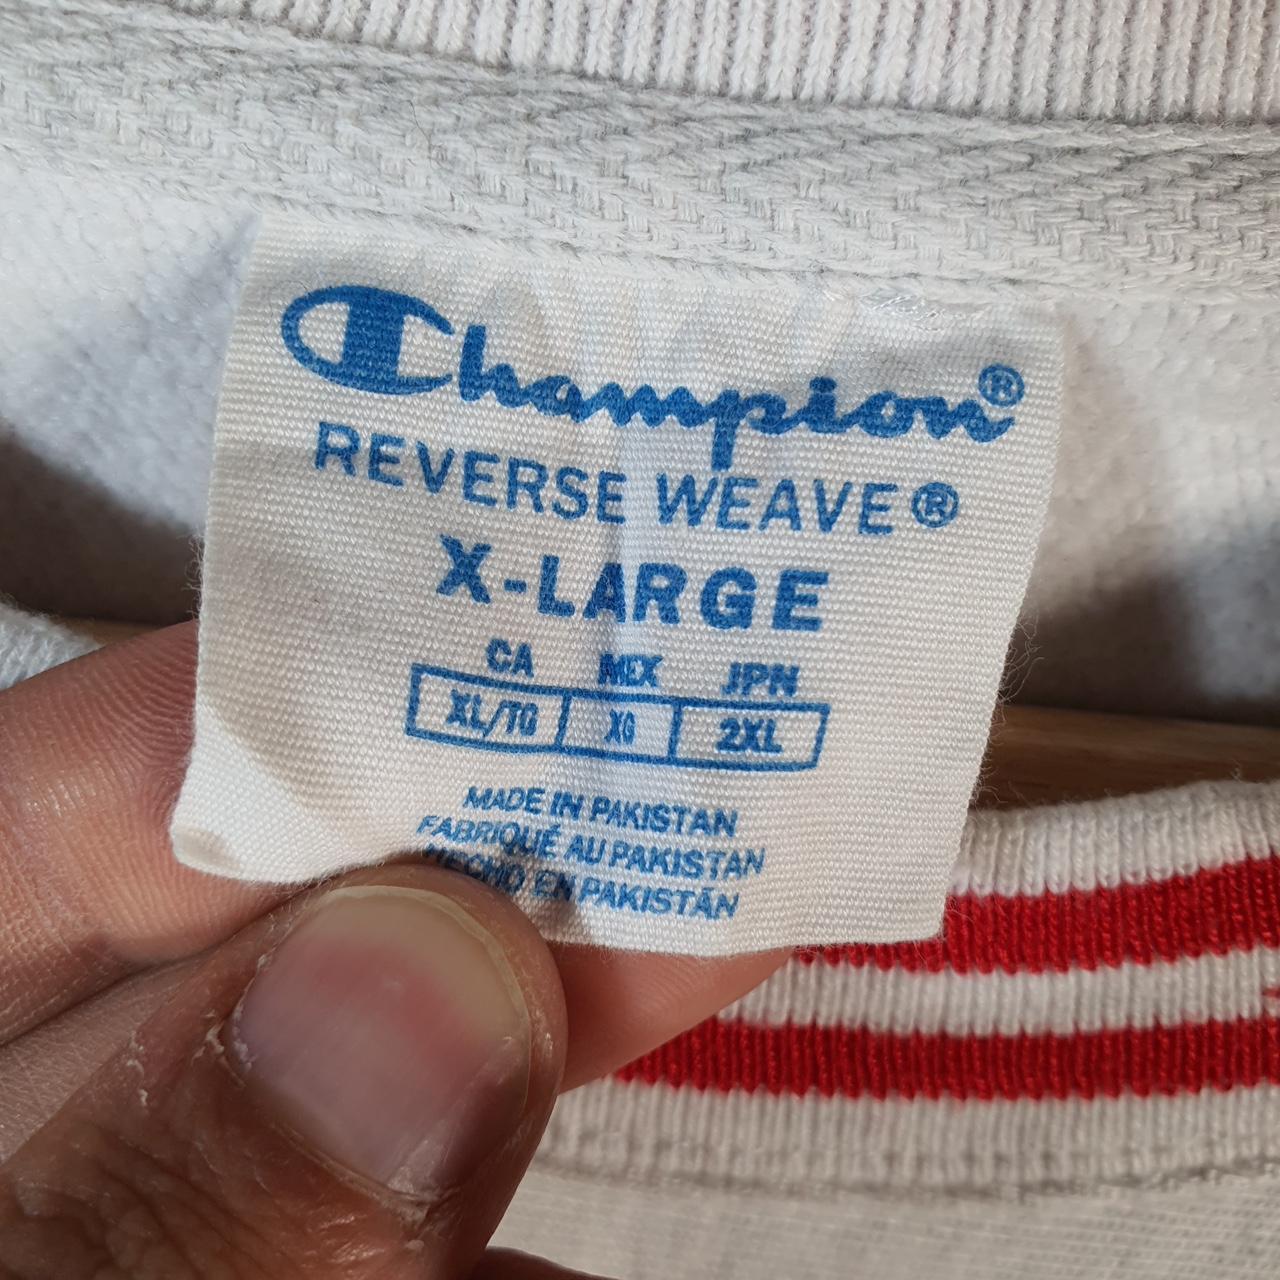 Champion®
REVERSE WEAVE®
X-LARGE
CA MEX JPN
XL/TG XG 2XL
MADE IN PAKISTAN
FABRIQUÉ AU PAKISTAN
HECHO EN PAKISTÁN